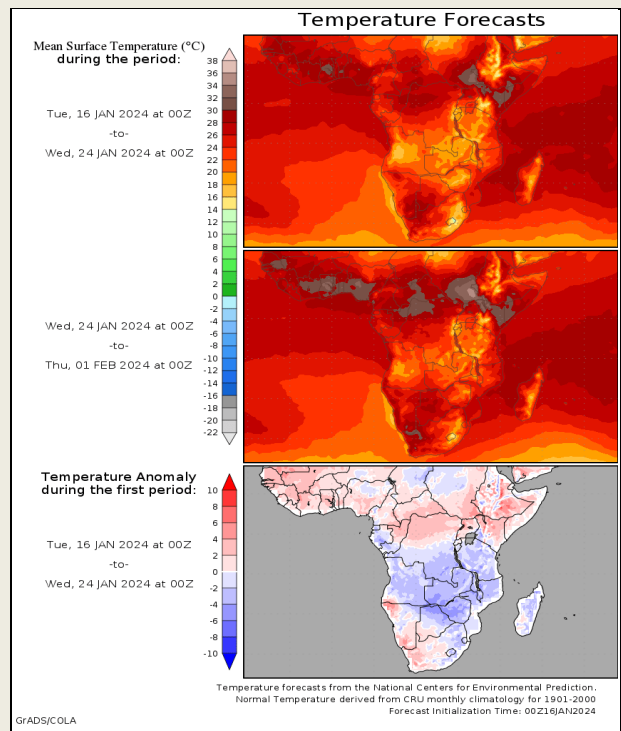 Temperature Forecasts
Mean Surface Temperature (°C)
during the period:
38
36
34
32
30
28
26
24
22
20
18
16
14
12
10
8
6
4
2
0
-2
-4
-6
-8
-10
-12
-14
-16
-18
-20
-22
Tue, 16 JAN 2024 at 00Z
-to-
Wed, 24 JAN 2024 at 00Z
Wed, 24 JAN 2024 at 00Z
-to-
Thu, 01 FEB 2024 at 00Z
Temperature Anomaly
during the first period:
10
8
6
4
2
0
-2
-4
-6
-8
-10
Tue, 16 JAN 2024 at 00Z
-to-
Wed, 24 JAN 2024 at 00Z
Temperature forecasts from the National Centers for Environmental Prediction.
Normal Temperature derived from CRU monthly climatology for 1901-2000
Forecast Initialization Time: 00Z16JAN2024
GrADS/COLA